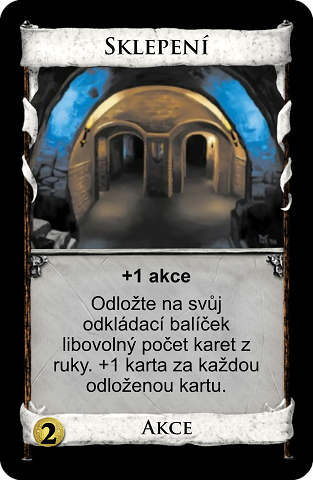 Sklepení
+1 akce
Odložte na svůj
odkládací balíček
libovolný počet karet z
ruky. +1 karta za každou
odloženou kartu.
2
Akce